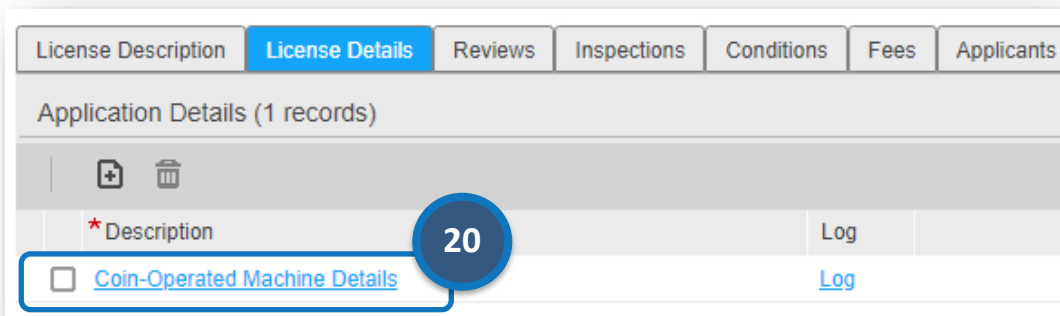 License Description License Details Reviews Inspections Conditions Fees Applicants
Application Details (1 records)
* Description Log
20
Coin-Operated Machine Details Log